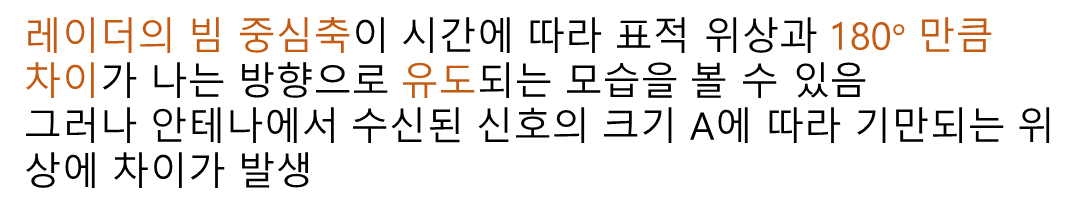 레이더의 빔 중심축이 시간에 따라 표적 위상과 180° 만큼
차이가 나는 방향으로 유도되는 모습을 볼 수 있음
그러나 안테나에서 수신된 신호의 크기 A에 따라 기만되는 위
상에 차이가 발생